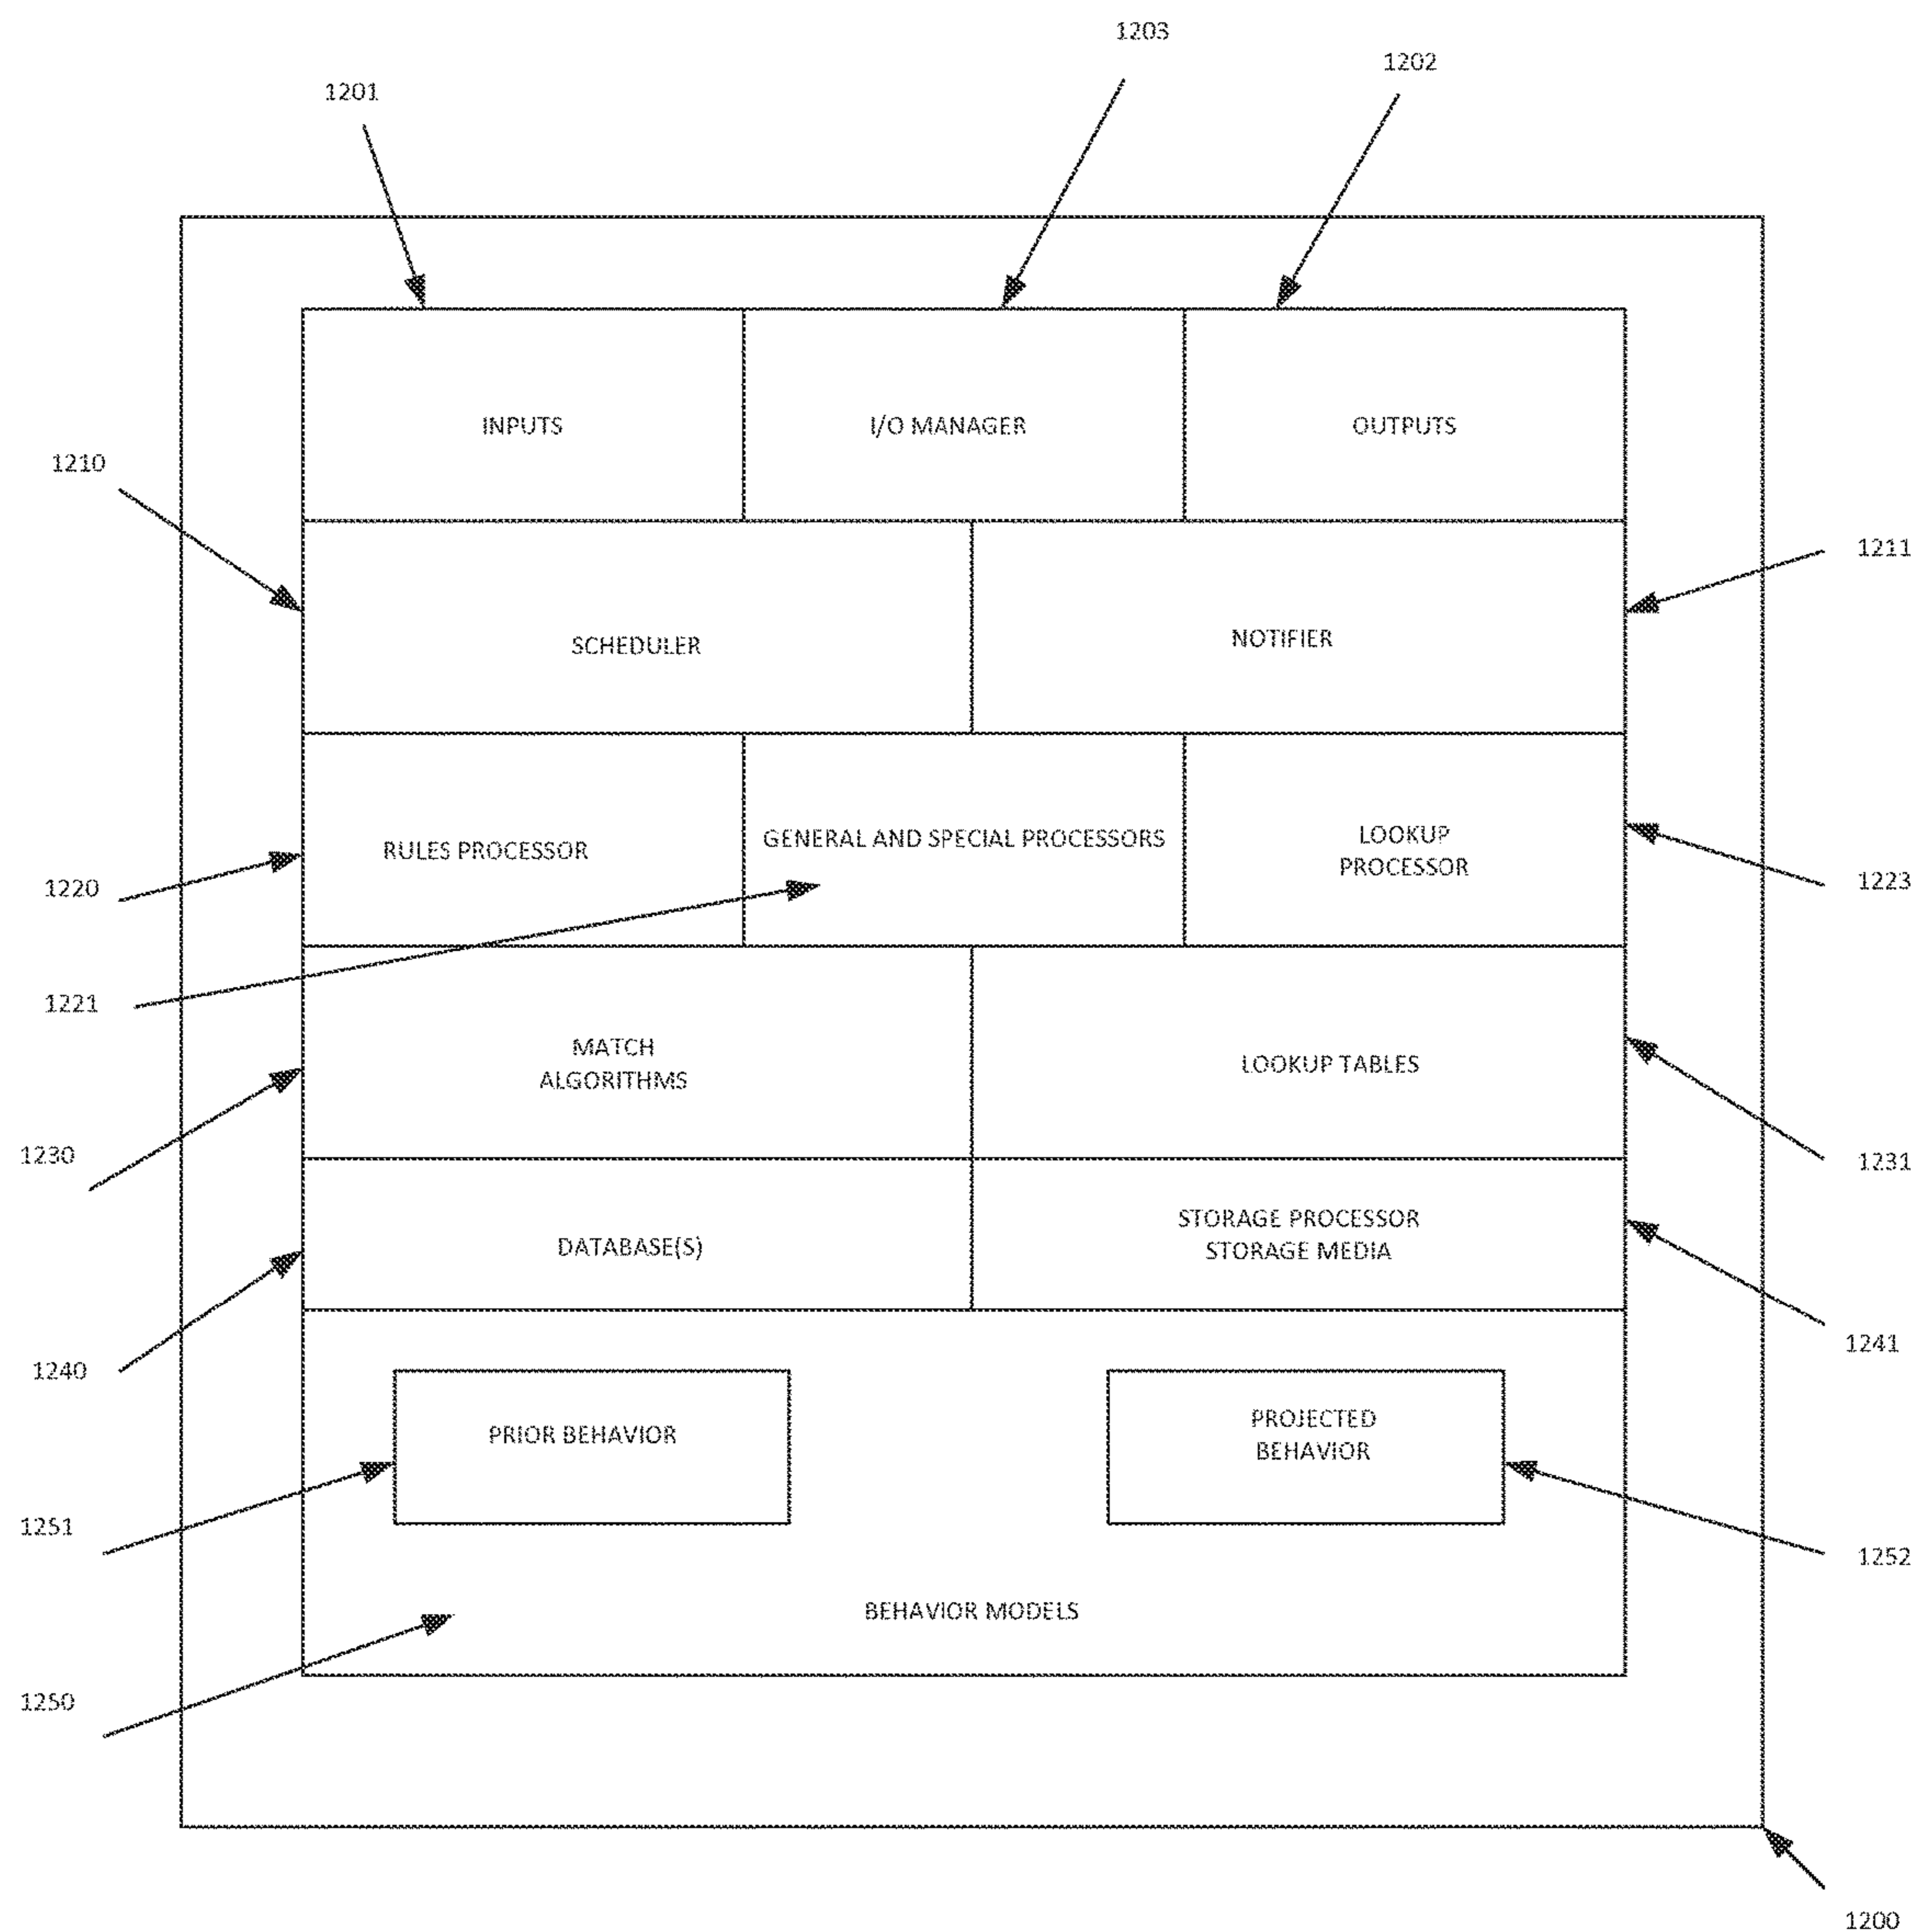 1203
1202
1201
INPUTS
I/O MANAGER
OUTPUTS
1210
1211
SCHEDULER
NOTIFIER
RULES PROCESSOR
GENERAL AND SPECIAL PROCESSORS
LOOKUP
PROCESSOR
1220
1223
1221
MATCH
ALGORITHMS
LOOKUP TABLES
1230
1231
DATABASE(S)
STORAGE PROCESSOR
STORAGE MEDIA
1240
1241
PRIOR BEHAVIOR
PROJECTED
BEHAVIOR
1251
1252
BEHAVIOR MODELS
1250
1200